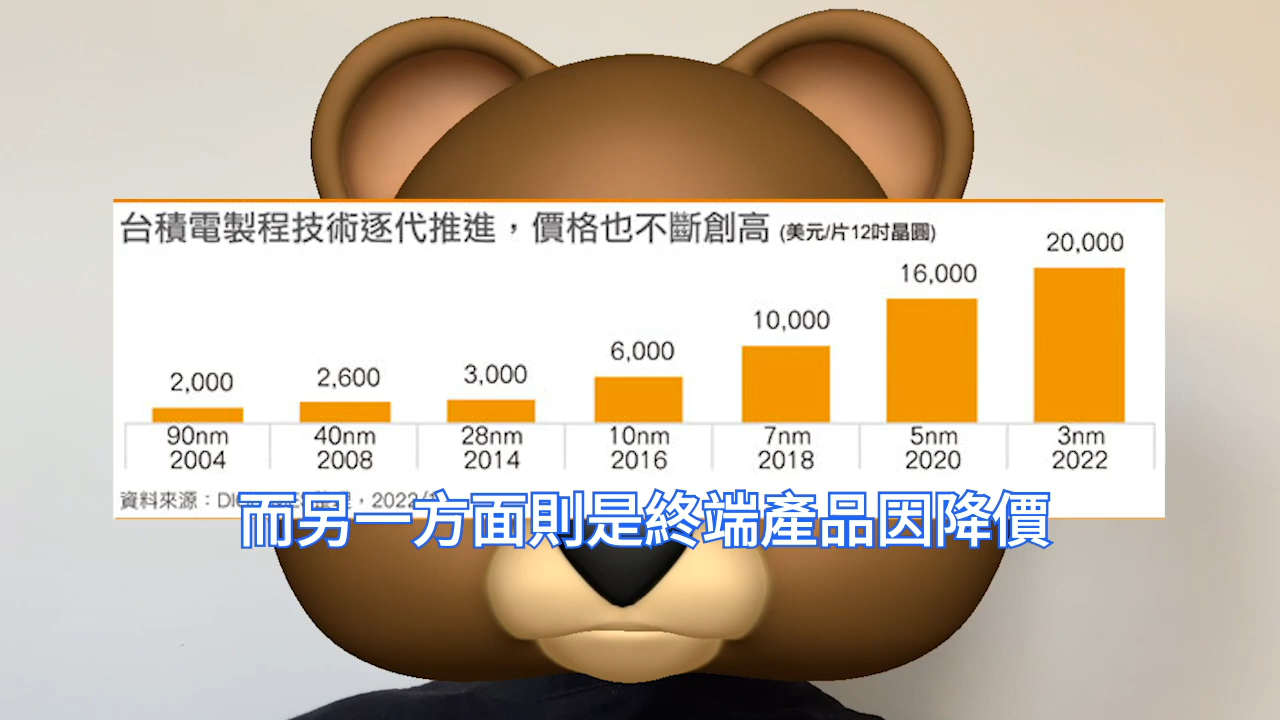 台積電製程技術逐代推進，價格也不斷創高 (美元/片12吋晶圓)
2,000 2,600 3,000 6,000 10,000 16,000 20,000
90nm 40nm 28nm 10nm 7nm 5nm 3nm
2004 2008 2014 2016 2018 2020 2022
資料來源：DI 2022/1
而另一方面則是終端產品因降價